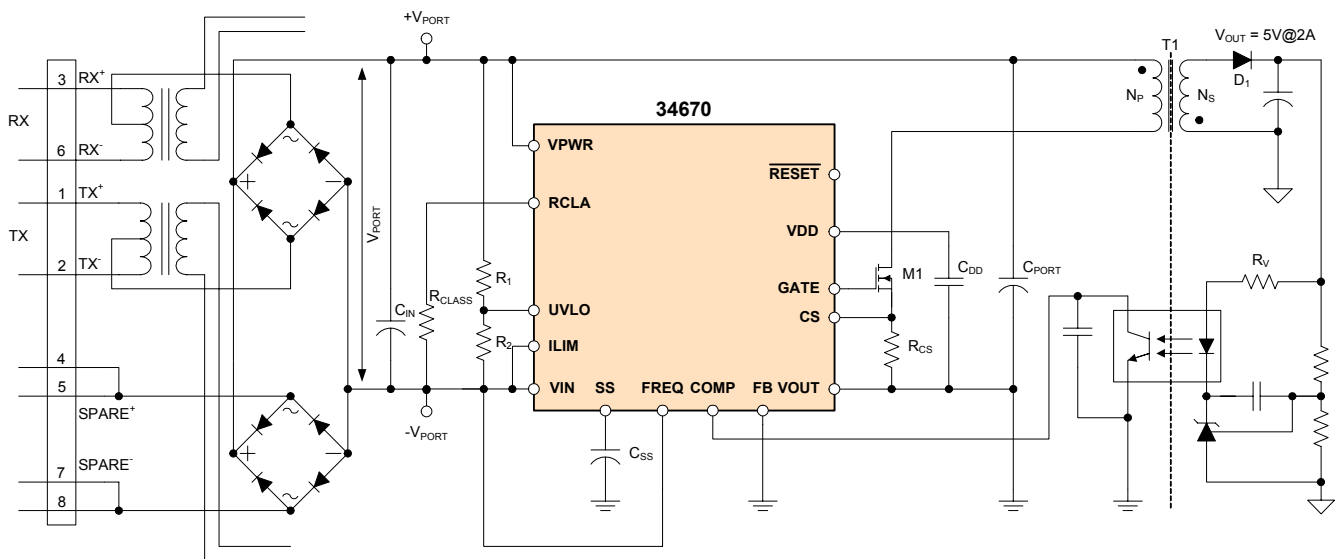 +VPORT
3 RX+
RX
6 RX-
1 TX+
TX
2 TX-
4
5
SPARE+
7 SPARE-
8
~
+ −
~
~
+ −
~
VPORT
CIN
RCLASS
R1
R2
-VPORT
34670
VPWR
RCLA
UVLO
ILIM
VIN
SS
FREQ
COMP
FB
VOUT
RESET
VDD
GATE
CS
CSS
M1
RCS
CDD
CPORT
T1
NP
NS
VOUT = 5V@2A
D1
RV